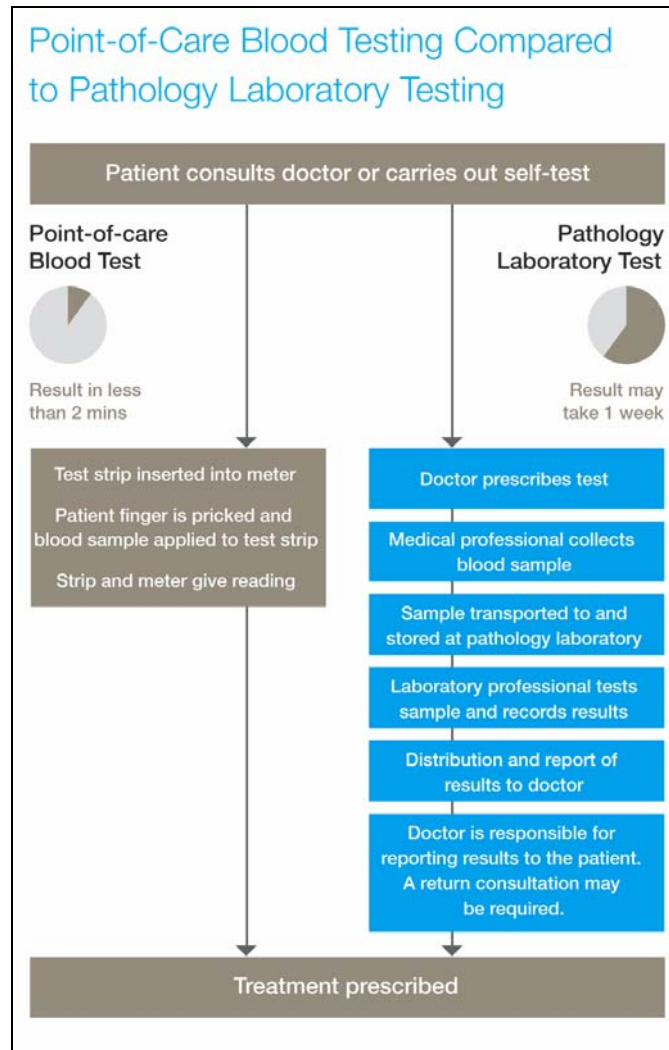 Point-of-Care Blood Testing Compared
to Pathology Laboratory Testing
Patient consults doctor or carries out self-test
Point-of-care
Blood Test
Result in less
than 2 mins
Pathology
Laboratory Test
Result may
take 1 week
Test strip inserted into meter
Patient finger is pricked and
blood sample applied to test strip
Strip and meter give reading
Doctor prescribes test
Medical professional collects
blood sample
Sample transported to and
stored at pathology laboratory
Laboratory professional tests
sample and records results
Distribution and report of
results to doctor
Doctor is responsible for
reporting results to the patient.
A return consultation may
be required.
Treatment prescribed